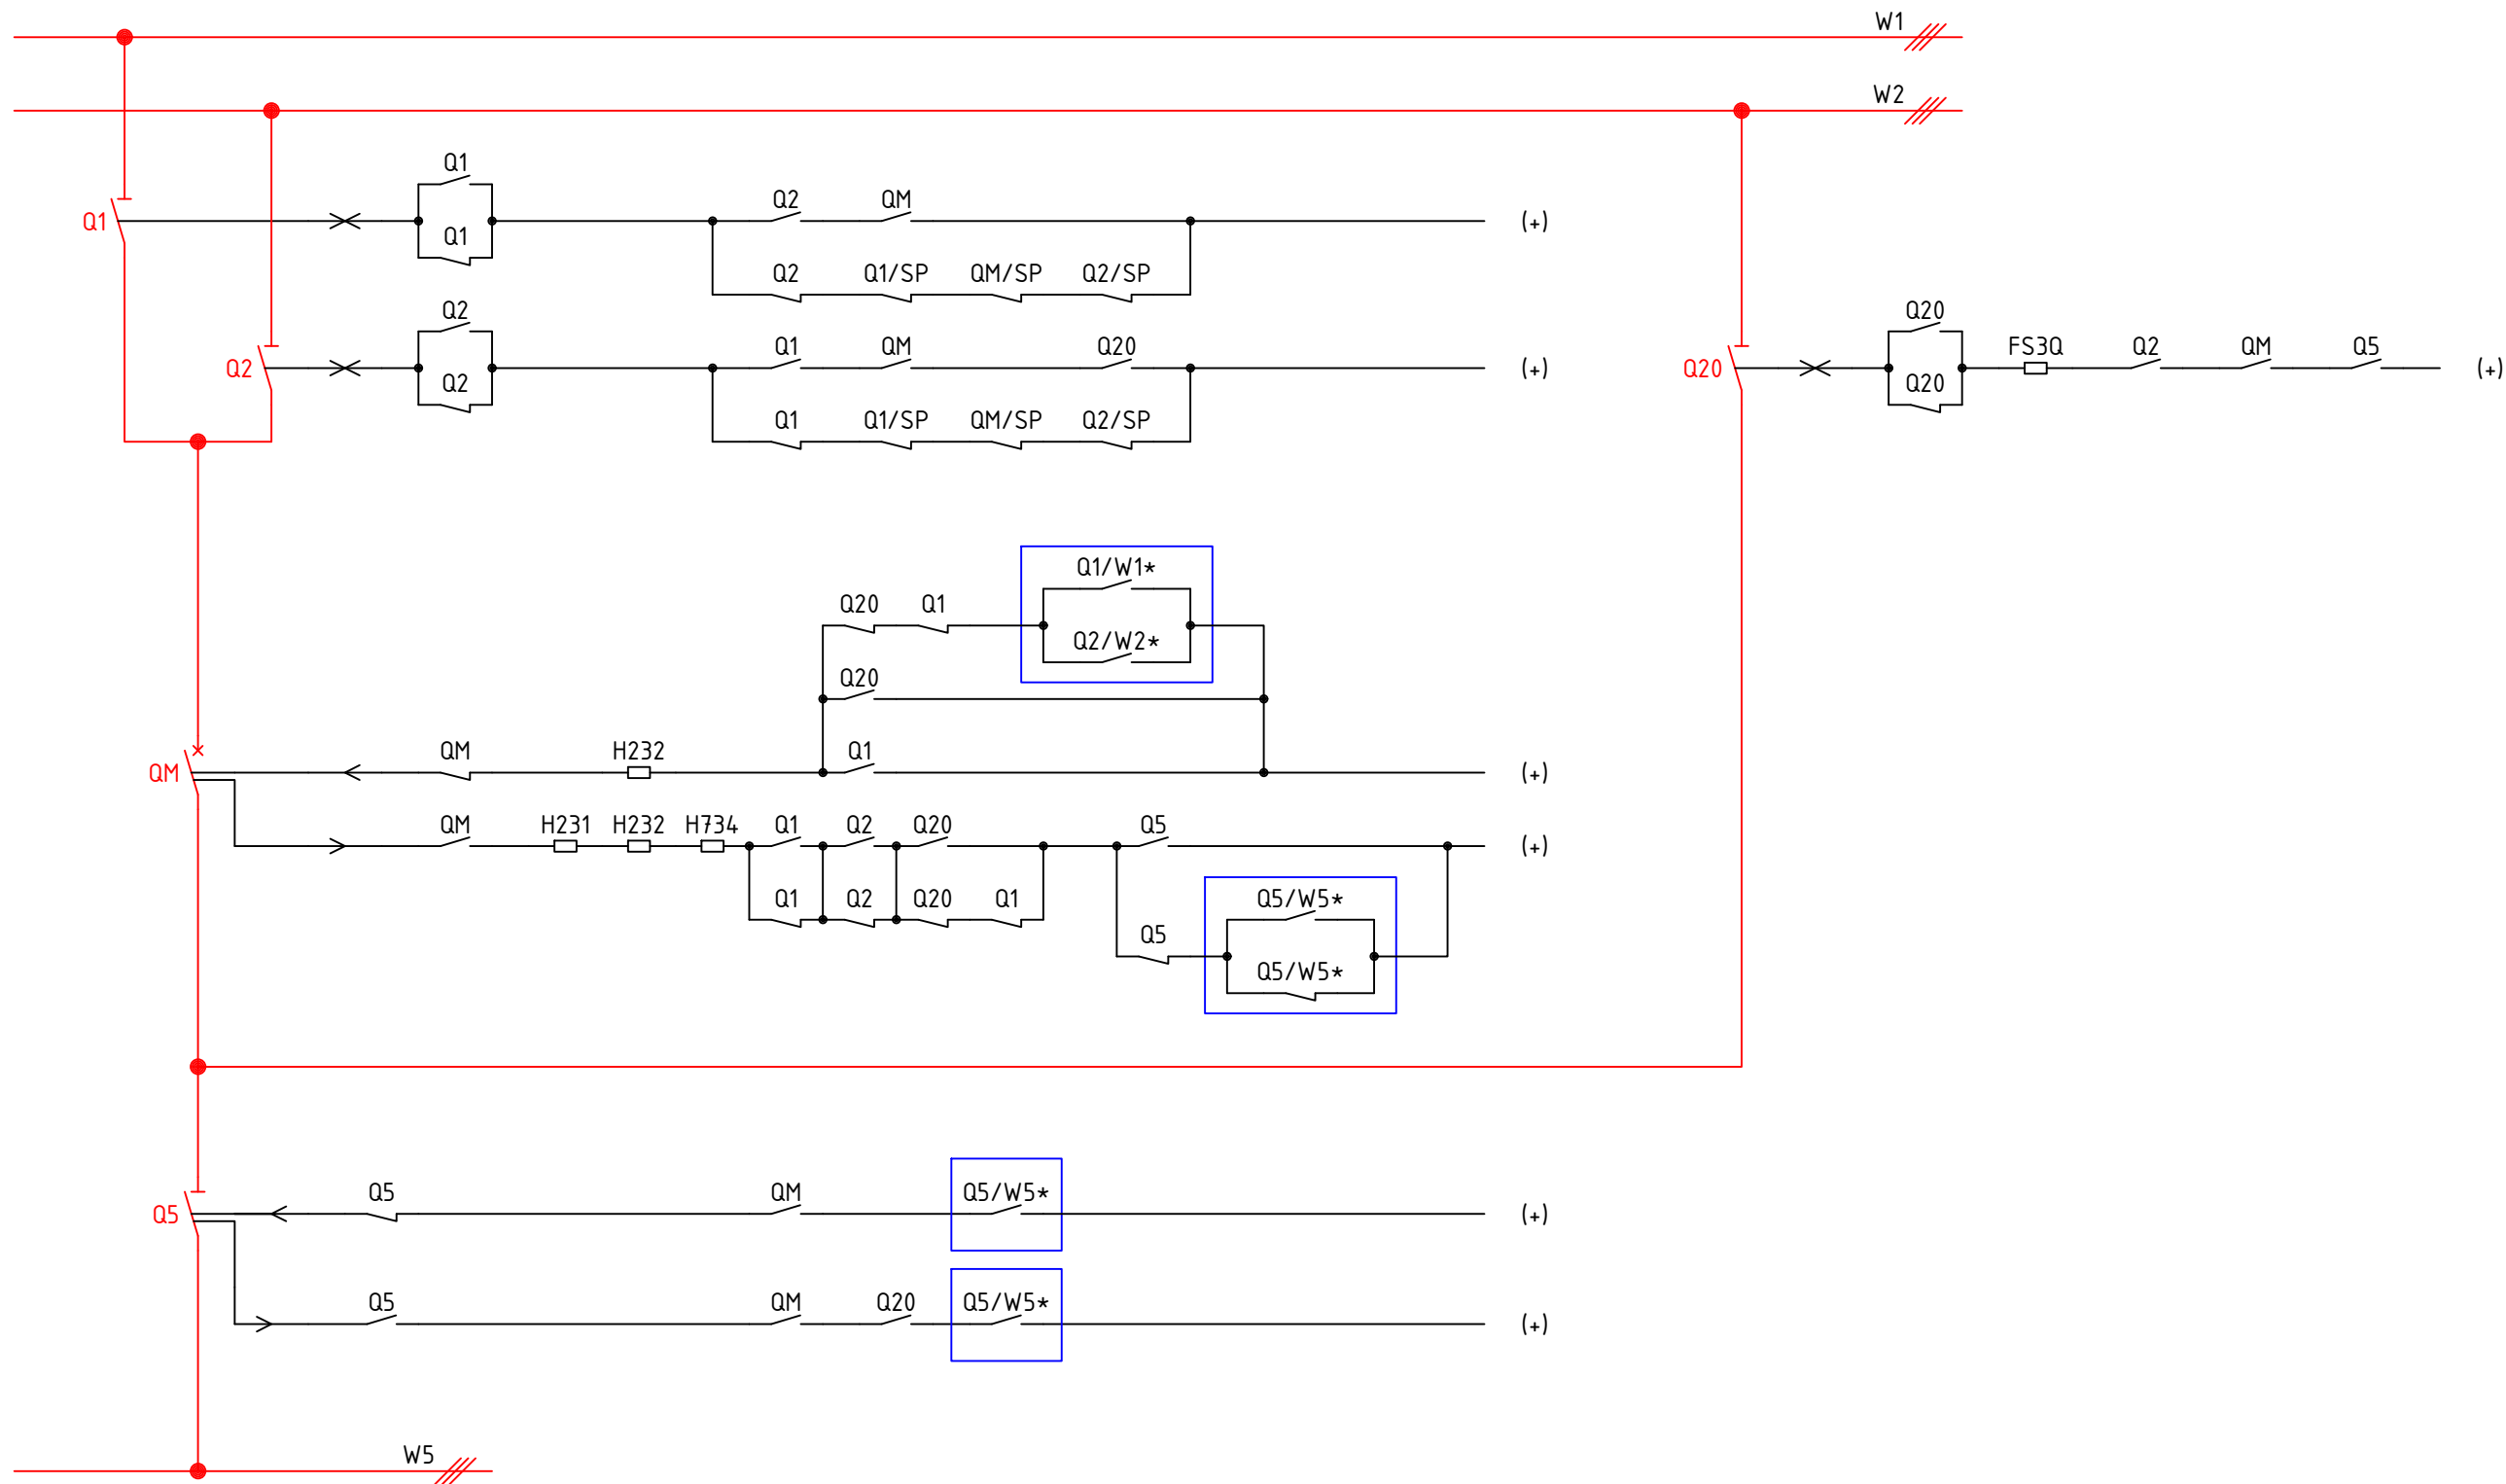 W1
W2
Q1
Q2 QM
Q1
Q1
(+)
Q2 Q1/SP QM/SP Q2/SP
Q2
Q20
Q1 QM Q20
FS3Q Q2 QM Q5
Q2
Q2
(+)
Q20
Q20
(+)
Q1 Q1/SP QM/SP Q2/SP
Q1/W1*
Q20 Q1
Q2/W2*
Q20
QM
QM H232 Q1
(+)
QM H231 H232 H734 Q1 Q2 Q20 Q5
(+)
Q1 Q2 Q20 Q1 Q5/W5*
Q5
Q5/W5*
Q5
Q5 QM Q5/W5*
(+)
Q5 QM Q20 Q5/W5*
(+)
W5